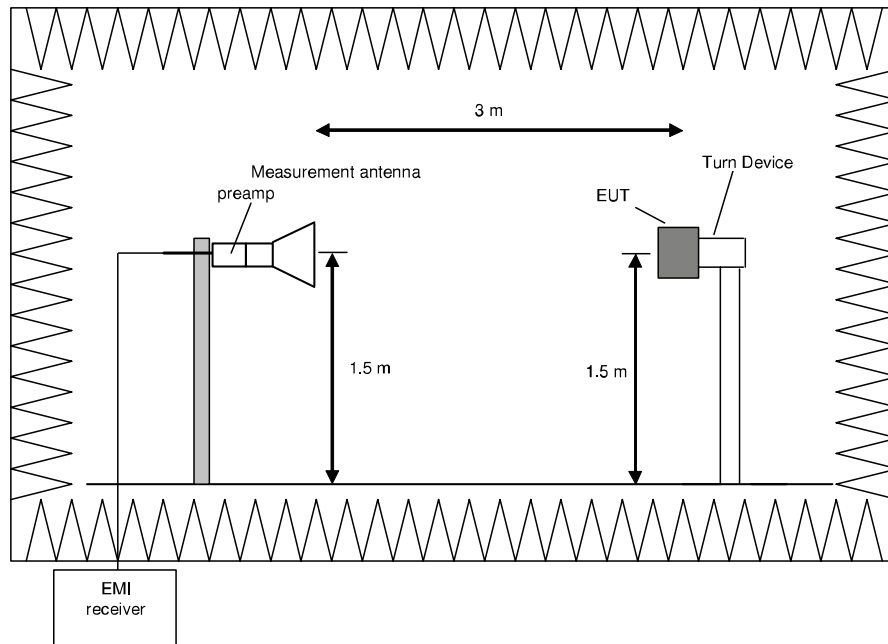 3 m
Measurement antenna
preamp
Turn Device
EUT
1.5 m
1.5 m
EMI
receiver